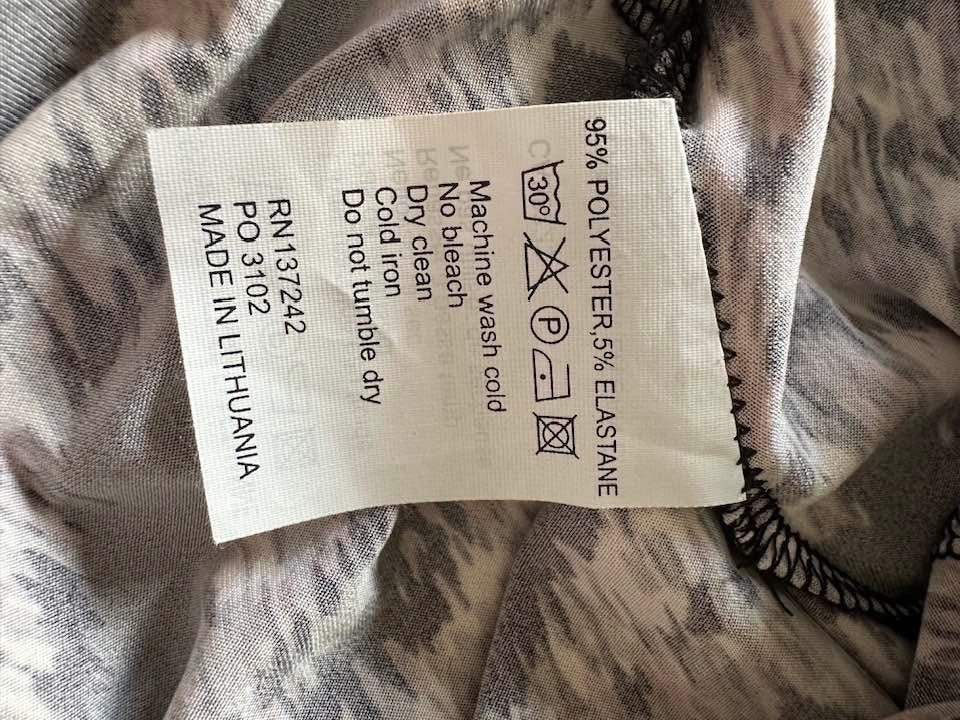 95% POLYESTER,5% ELASTANE
30° P
Machine wash cold
No bleach
Dry clean
Cold iron
Do not tumble dry
RN137242
PO 3102
MADE IN LITHUANIA